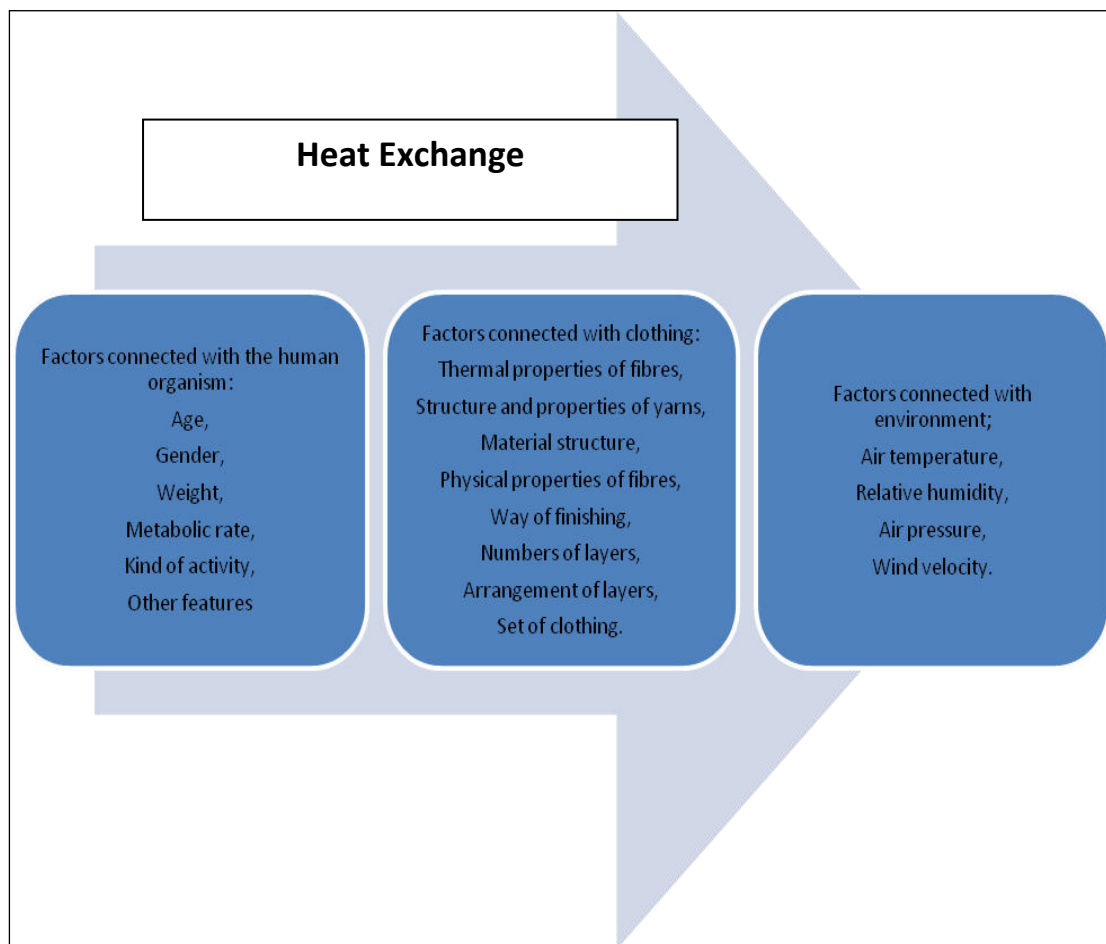 Heat Exchange
Factors connected with the human
organism:
Age,
Gender,
Weight,
Metabolic rate,
Kind of activity,
Other features
Factors connected with clothing:
Thermal properties of fibres,
Structure and properties of yarns,
Material structure,
Physical properties of fibres,
Way of finishing,
Numbers of layers,
Arrangement of layers,
Set of clothing.
Factors connected with
environment;
Air temperature,
Relative humidity,
Air pressure,
Wind velocity.